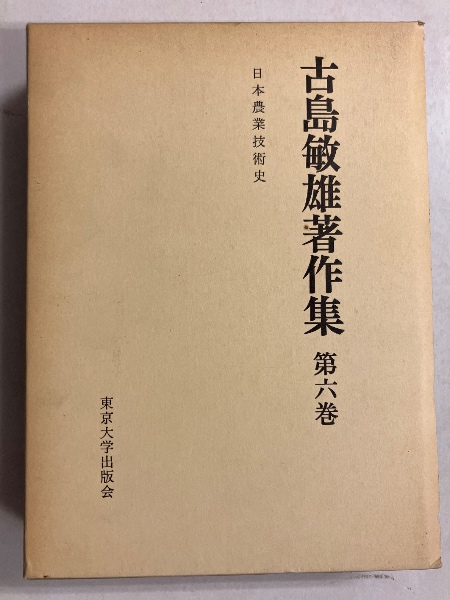 古島敏雄著作集 第六巻
日本農業技術史
東京大学出版会